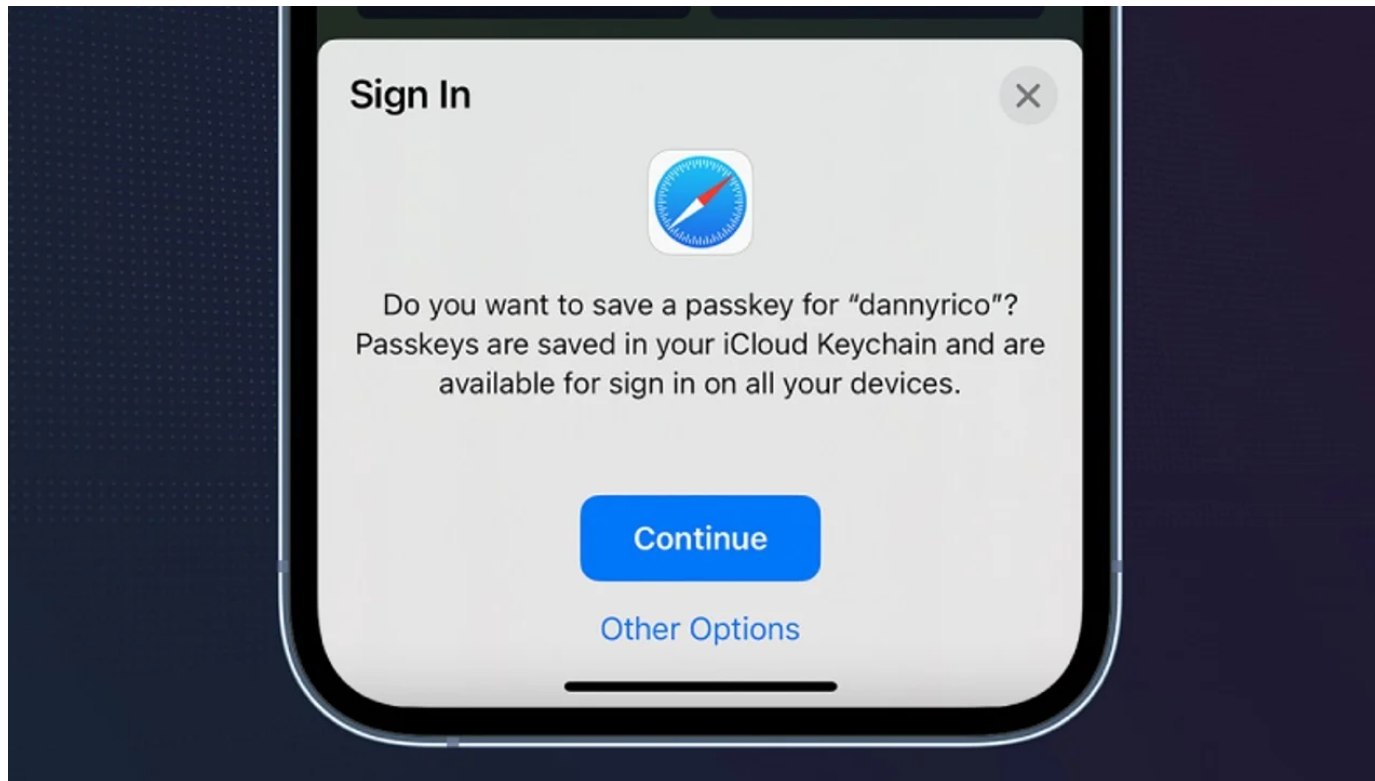 Sign In
Do you want to save a passkey for “dannyrico”?
Passkeys are saved in your iCloud Keychain and are
available for sign in on all your devices.
Continue
Other Options